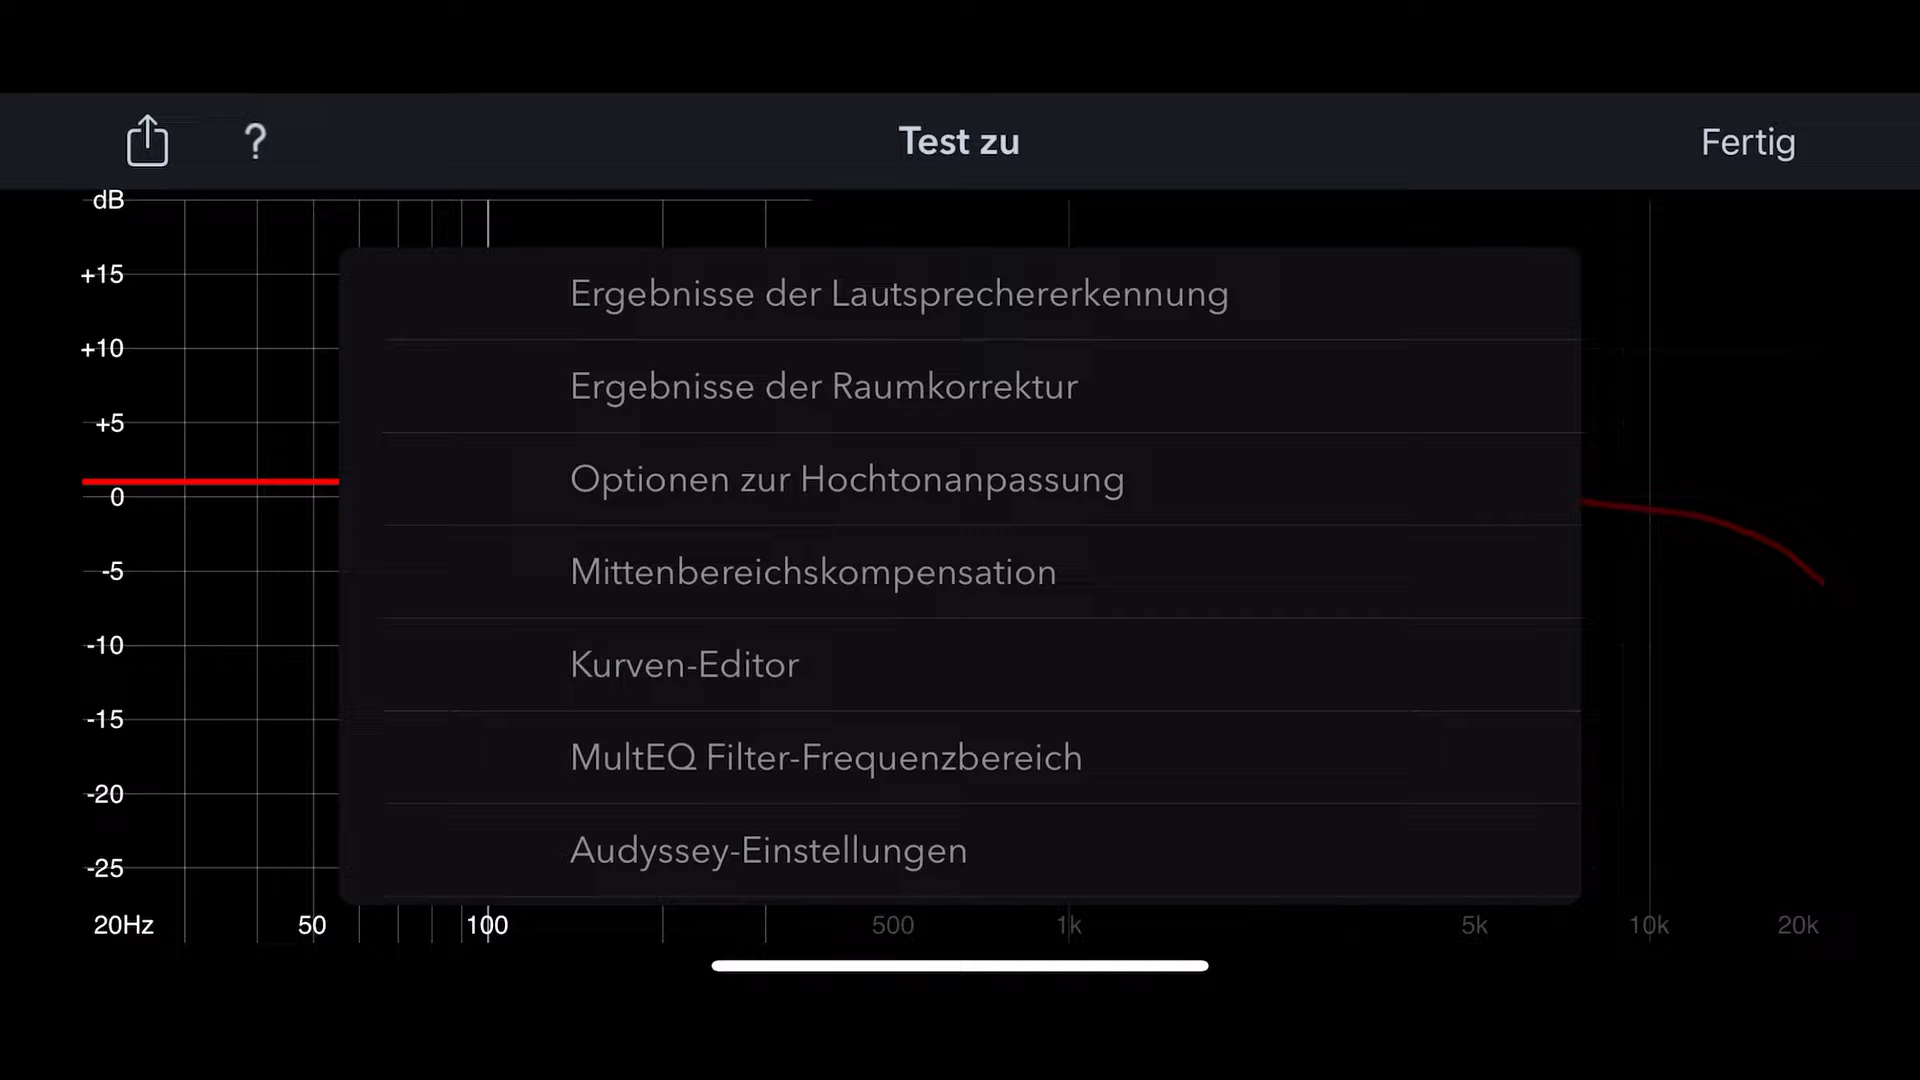 ? Test zu Fertig
dB
+15
+10
+5
0
-5
-10
-15
-20
-25
Ergebnisse der Lautsprechererkennung
Ergebnisse der Raumkorrektur
Optionen zur Hochtonanpassung
Mittenbereichskompensation
Kurven-Editor
MultEQ Filter-Frequenzbereich
Audyssey-Einstellungen
20Hz 50 100 500 1k 5k 10k 20k